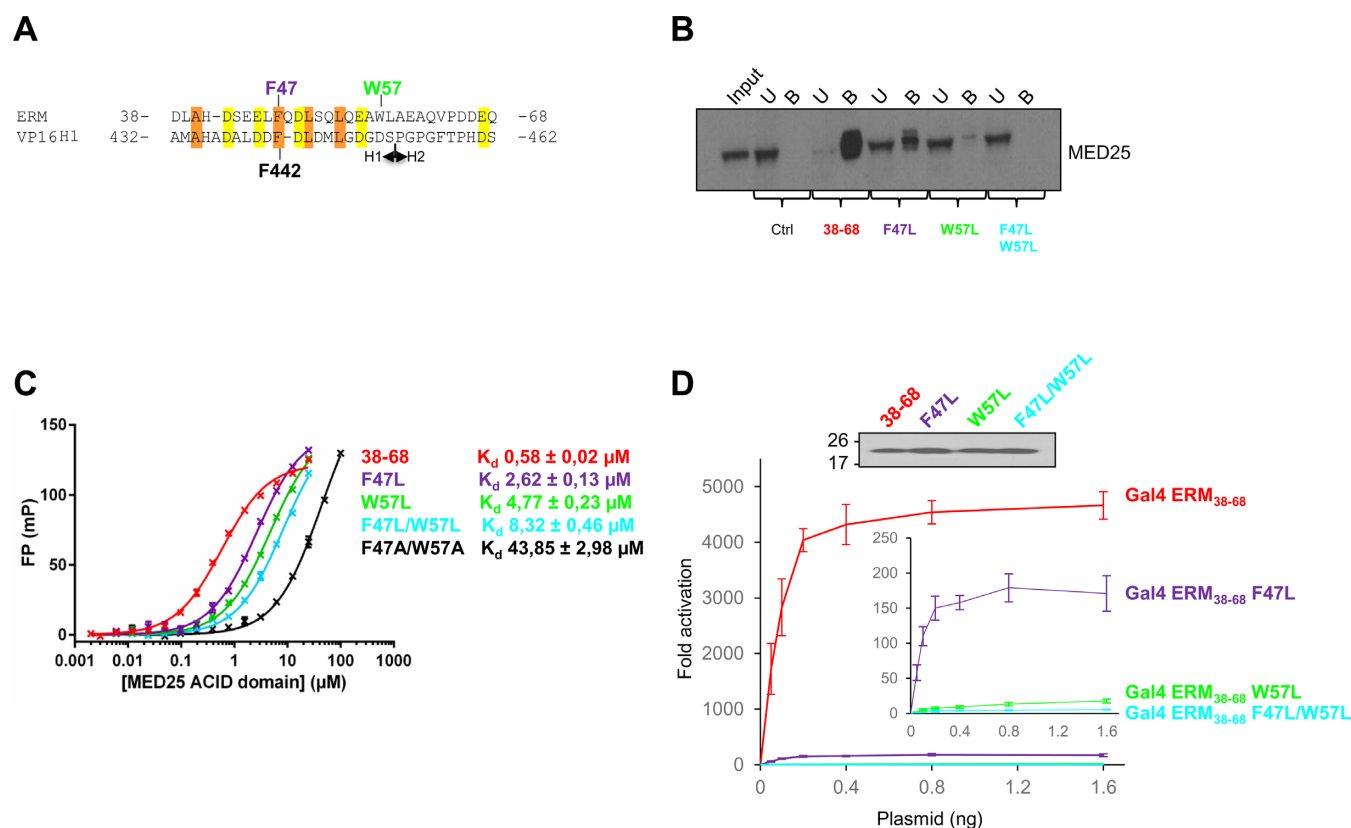 A
F47 W57
ERM 38- DLAH-DSEELFQDLSQLQEAWLAEAQVPDDEQ -68
VP16H1 432- AMAHADALDDF-DLDMLGDGDSPGPGFTPHDS -462
F442 H1 H2
B
Input U B U B U B U B U B
MED25
Ctrl 38-68 F47L W57L F47L
W57L
C
150
100
50
0
FP (mP)
0.001 0.01 0.1 1 10 100 1000
[MED25 ACID domain] (µM)
38-68 Kd 0,58 ± 0,02 µM
F47L Kd 2,62 ± 0,13 µM
W57L Kd 4,77 ± 0,23 µM
F47L/W57L Kd 8,32 ± 0,46 µM
F47A/W57A Kd 43,85 ± 2,98 µM
D
38-68 F47L W57L F47L/W57L
26
17
5000
4000
3000
2000
1000
0
Fold activation
0 0.4 0.8 1.2 1.6
Plasmid (ng)
250
200
150
100
50
0
0 0.4 0.8 1.2 1.6
Gal4 ERM38-68
Gal4 ERM38-68 F47L
Gal4 ERM38-68 W57L
Gal4 ERM38-68 F47L/W57L